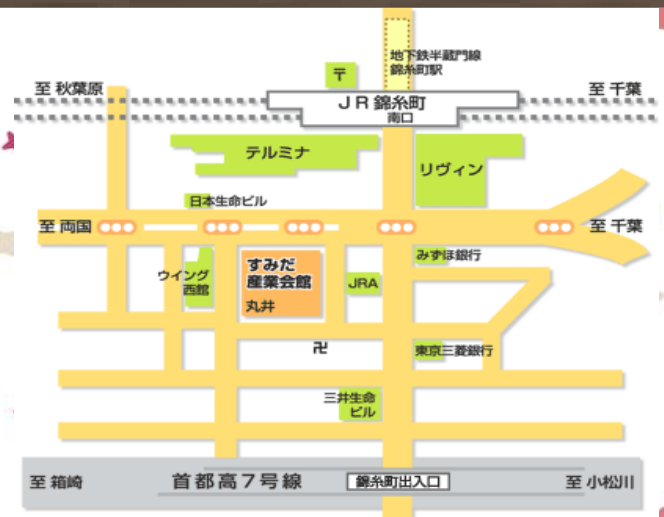 地下鉄半蔵門線
錦糸町駅
〒
至 秋葉原
至 千葉
JR 錦糸町
南口
テルミナ
リヴィン
日本生命ビル
至 両国
至 千葉
みずほ銀行
すみだ
産業会館
丸井
ウイング
西館
JRA
卍
東京三菱銀行
三井生命
ビル
至 箱崎
首都高7号線
錦糸町出入口
至 小松川